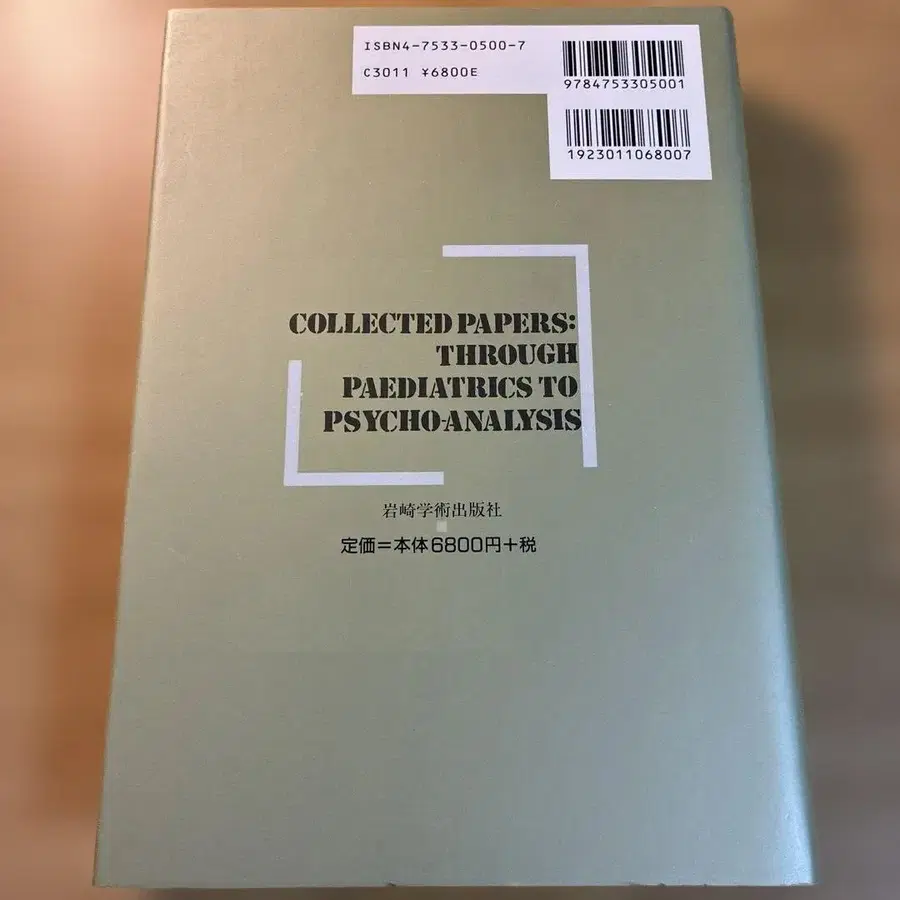 ISBN4-7533-0500-7
C3011 ¥6800E
9784753305001
1923011068007
COLLECTED PAPERS:
THROUGH
PAEDIATRICS TO
PSYCHO-ANALYSIS
岩崎学術出版社
定価=本体6800円+税